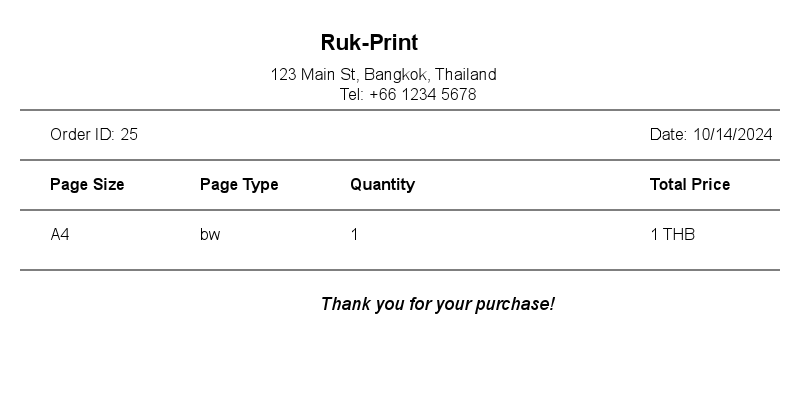 Ruk-Print
123 Main St, Bangkok, Thailand
Tel: +66 1234 5678
Order ID: 25 Date: 10/14/2024
Page Size Page Type Quantity Total Price
A4 bw 1 1 THB
Thank you for your purchase!